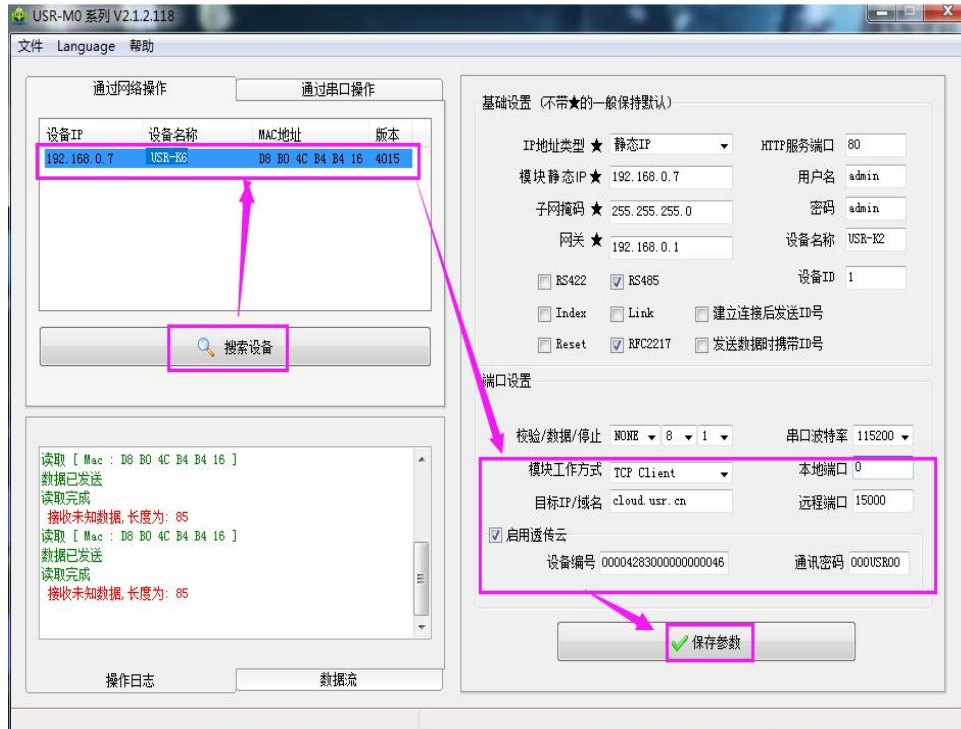 USR-M0 系列 V2.1.2.118
文件 Language 帮助
通过网络操作 通过串口操作
设备IP 设备名称 MAC地址 版本
192.168.0.7 USR-K6 D8 B0 4C B4 B4 16 4015
搜索设备
读取 [ Mac : D8 B0 4C B4 B4 16 ]
数据已发送
读取完成
接收未知数据,长度为: 85
读取 [ Mac : D8 B0 4C B4 B4 16 ]
数据已发送
读取完成
接收未知数据,长度为: 85
操作日志 数据流
基础设置 (不带★的一般保持默认)
IP地址类型 ★ 静态IP HTTP服务端口 80
模块静态IP★ 192.168.0.7 用户名 admin
子网掩码 ★ 255.255.255.0 密码 admin
网关 ★ 192.168.0.1 设备名称 USR-K2
RS422 RS485 设备ID 1
Index Link 建立连接后发送ID号
Reset RFC2217 发送数据时携带ID号
端口设置
校验/数据/停止 NONE 8 1 串口波特率 115200
模块工作方式 TCP Client 本地端口 0
目标IP/域名 cloud.usr.cn 远程端口 15000
启用透传云
设备编号 00004283000000000046 通讯密码 000USR00
保存参数